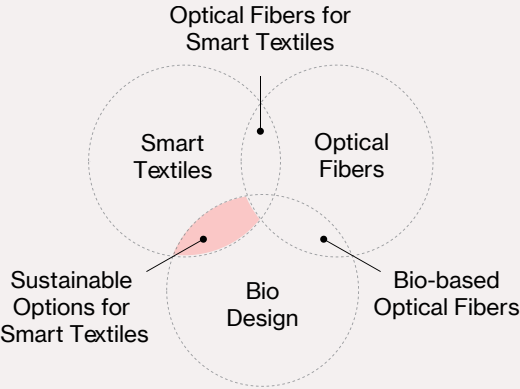 Optical Fibers for
Smart Textiles
Smart
Textiles
Optical
Fibers
Sustainable
Options for
Smart Textiles
Bio
Design
Bio-based
Optical Fibers